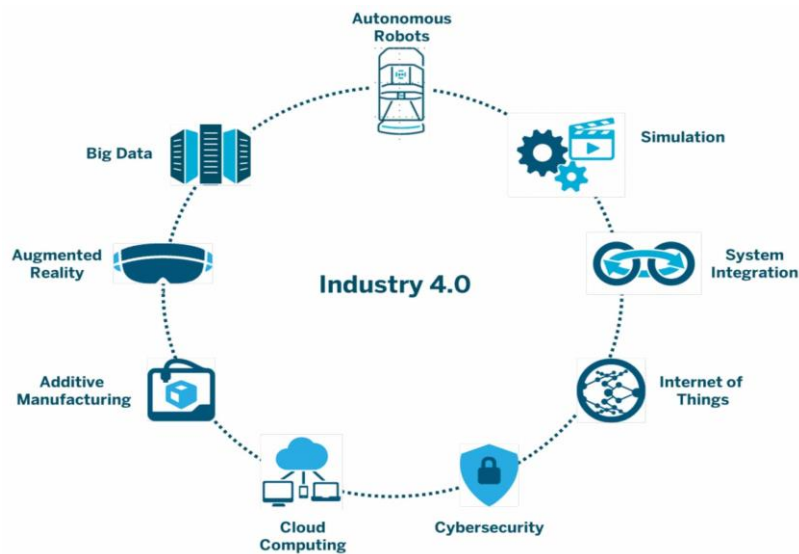 Autonomous
Robots
Simulation
Big Data
System
Integration
Augmented
Reality
Industry 4.0
Internet of
Things
Additive
Manufacturing
Cybersecurity
Cloud
Computing